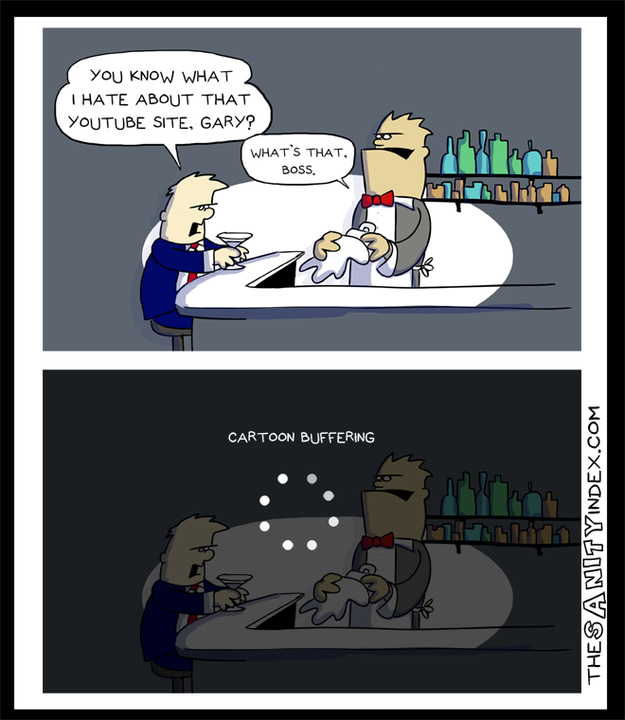 YOU KNOW WHAT
I HATE ABOUT THAT
YOUTUBE SITE, GARY?
WHAT'S THAT,
BOSS.
CARTOON BUFFERING
THESANITYINDEX.COM